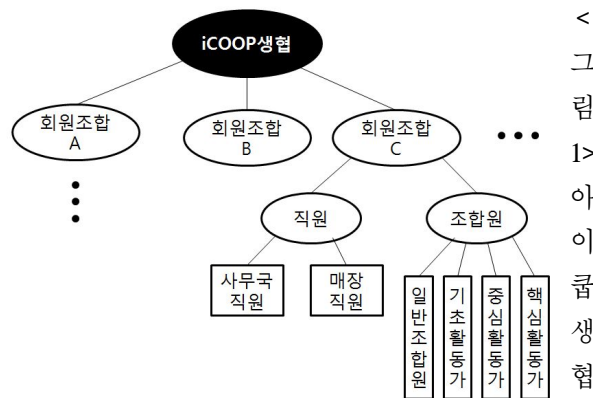 iCOOP생협
회원조합
A
회원조합
B
회원조합
C
직원
조합원
사무국
직원
매장
직원
일반조합원
기초활동가
중심활동가
핵심활동가
<그림 1> 아이쿱생협